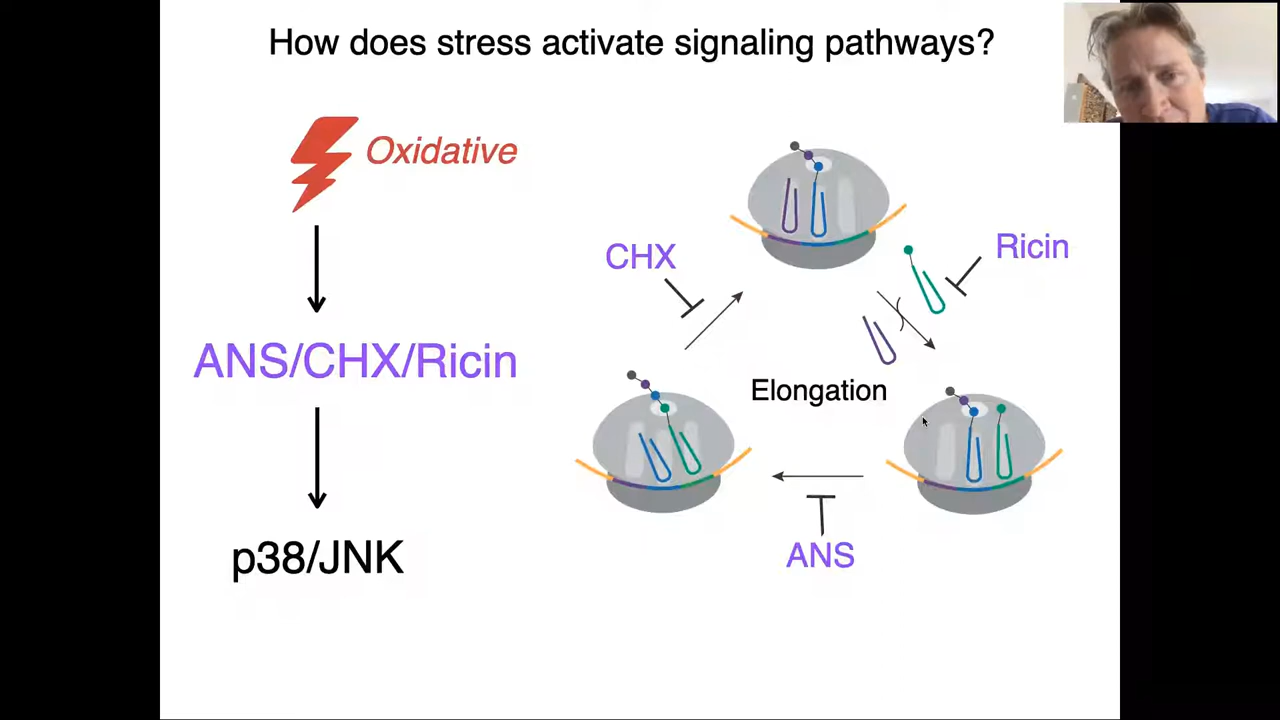 How does stress activate signaling pathways?
Oxidative
ANS/CHX/Ricin
p38/JNK
CHX
Ricin
Elongation
ANS